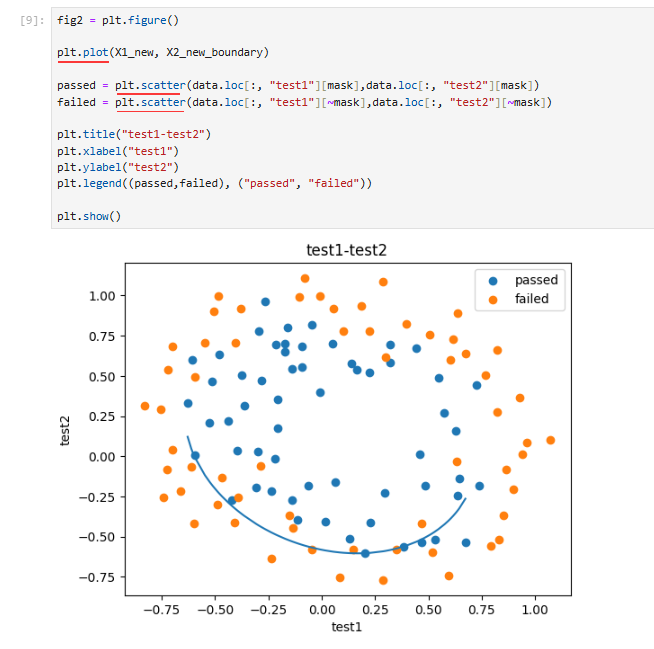 [9]: fig2 = plt.figure()
plt.plot(X1_new, X2_new_boundary)
passed = plt.scatter(data.loc[:, "test1"][mask],data.loc[:, "test2"][mask])
failed = plt.scatter(data.loc[:, "test1"][~mask],data.loc[:, "test2"][~mask])
plt.title("test1-test2")
plt.xlabel("test1")
plt.ylabel("test2")
plt.legend((passed,failed), ("passed", "failed"))
plt.show()
test1-test2
passed
failed
1.00
0.75
0.50
0.25
0.00
−0.25
−0.50
−0.75
test2
−0.75 −0.50 −0.25 0.00 0.25 0.50 0.75 1.00
test1